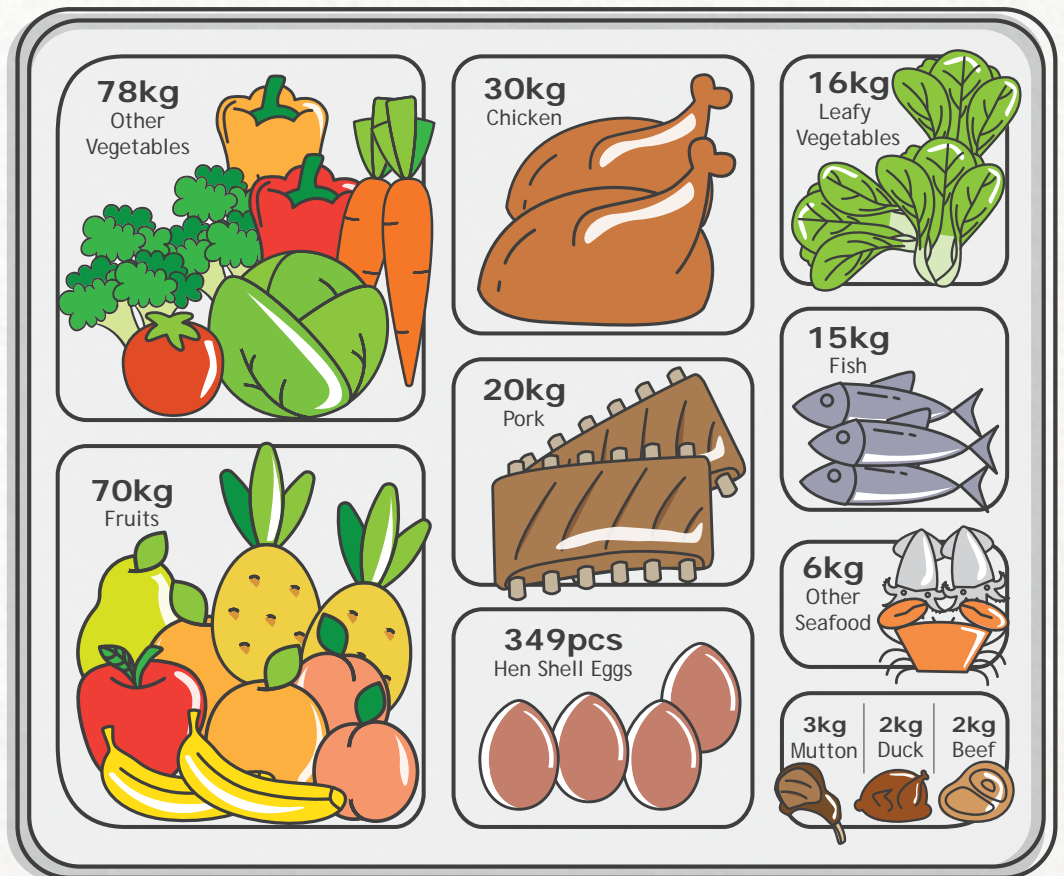 78kg
Other
Vegetables
30kg
Chicken
16kg
Leafy
Vegetables
15kg
Fish
20kg
Pork
70kg
Fruits
6kg
Other
Seafood
349pcs
Hen Shell Eggs
3kg
Mutton
2kg
Duck
2kg
Beef